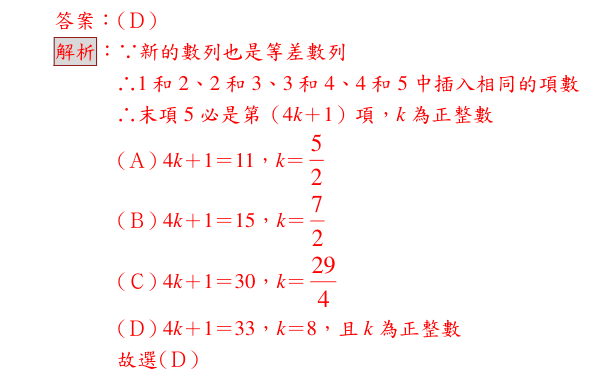 答案：(D)
解析：∵新的數列也是等差數列
∴1 和 2、2 和 3、3 和 4、4 和 5 中插入相同的項數
∴末項 5 必是第（4k＋1）項，k 為正整數
(A) 4k＋1＝11，k＝5/2
(B) 4k＋1＝15，k＝7/2
(C) 4k＋1＝30，k＝29/4
(D) 4k＋1＝33，k＝8，且 k 為正整數
故選(D)